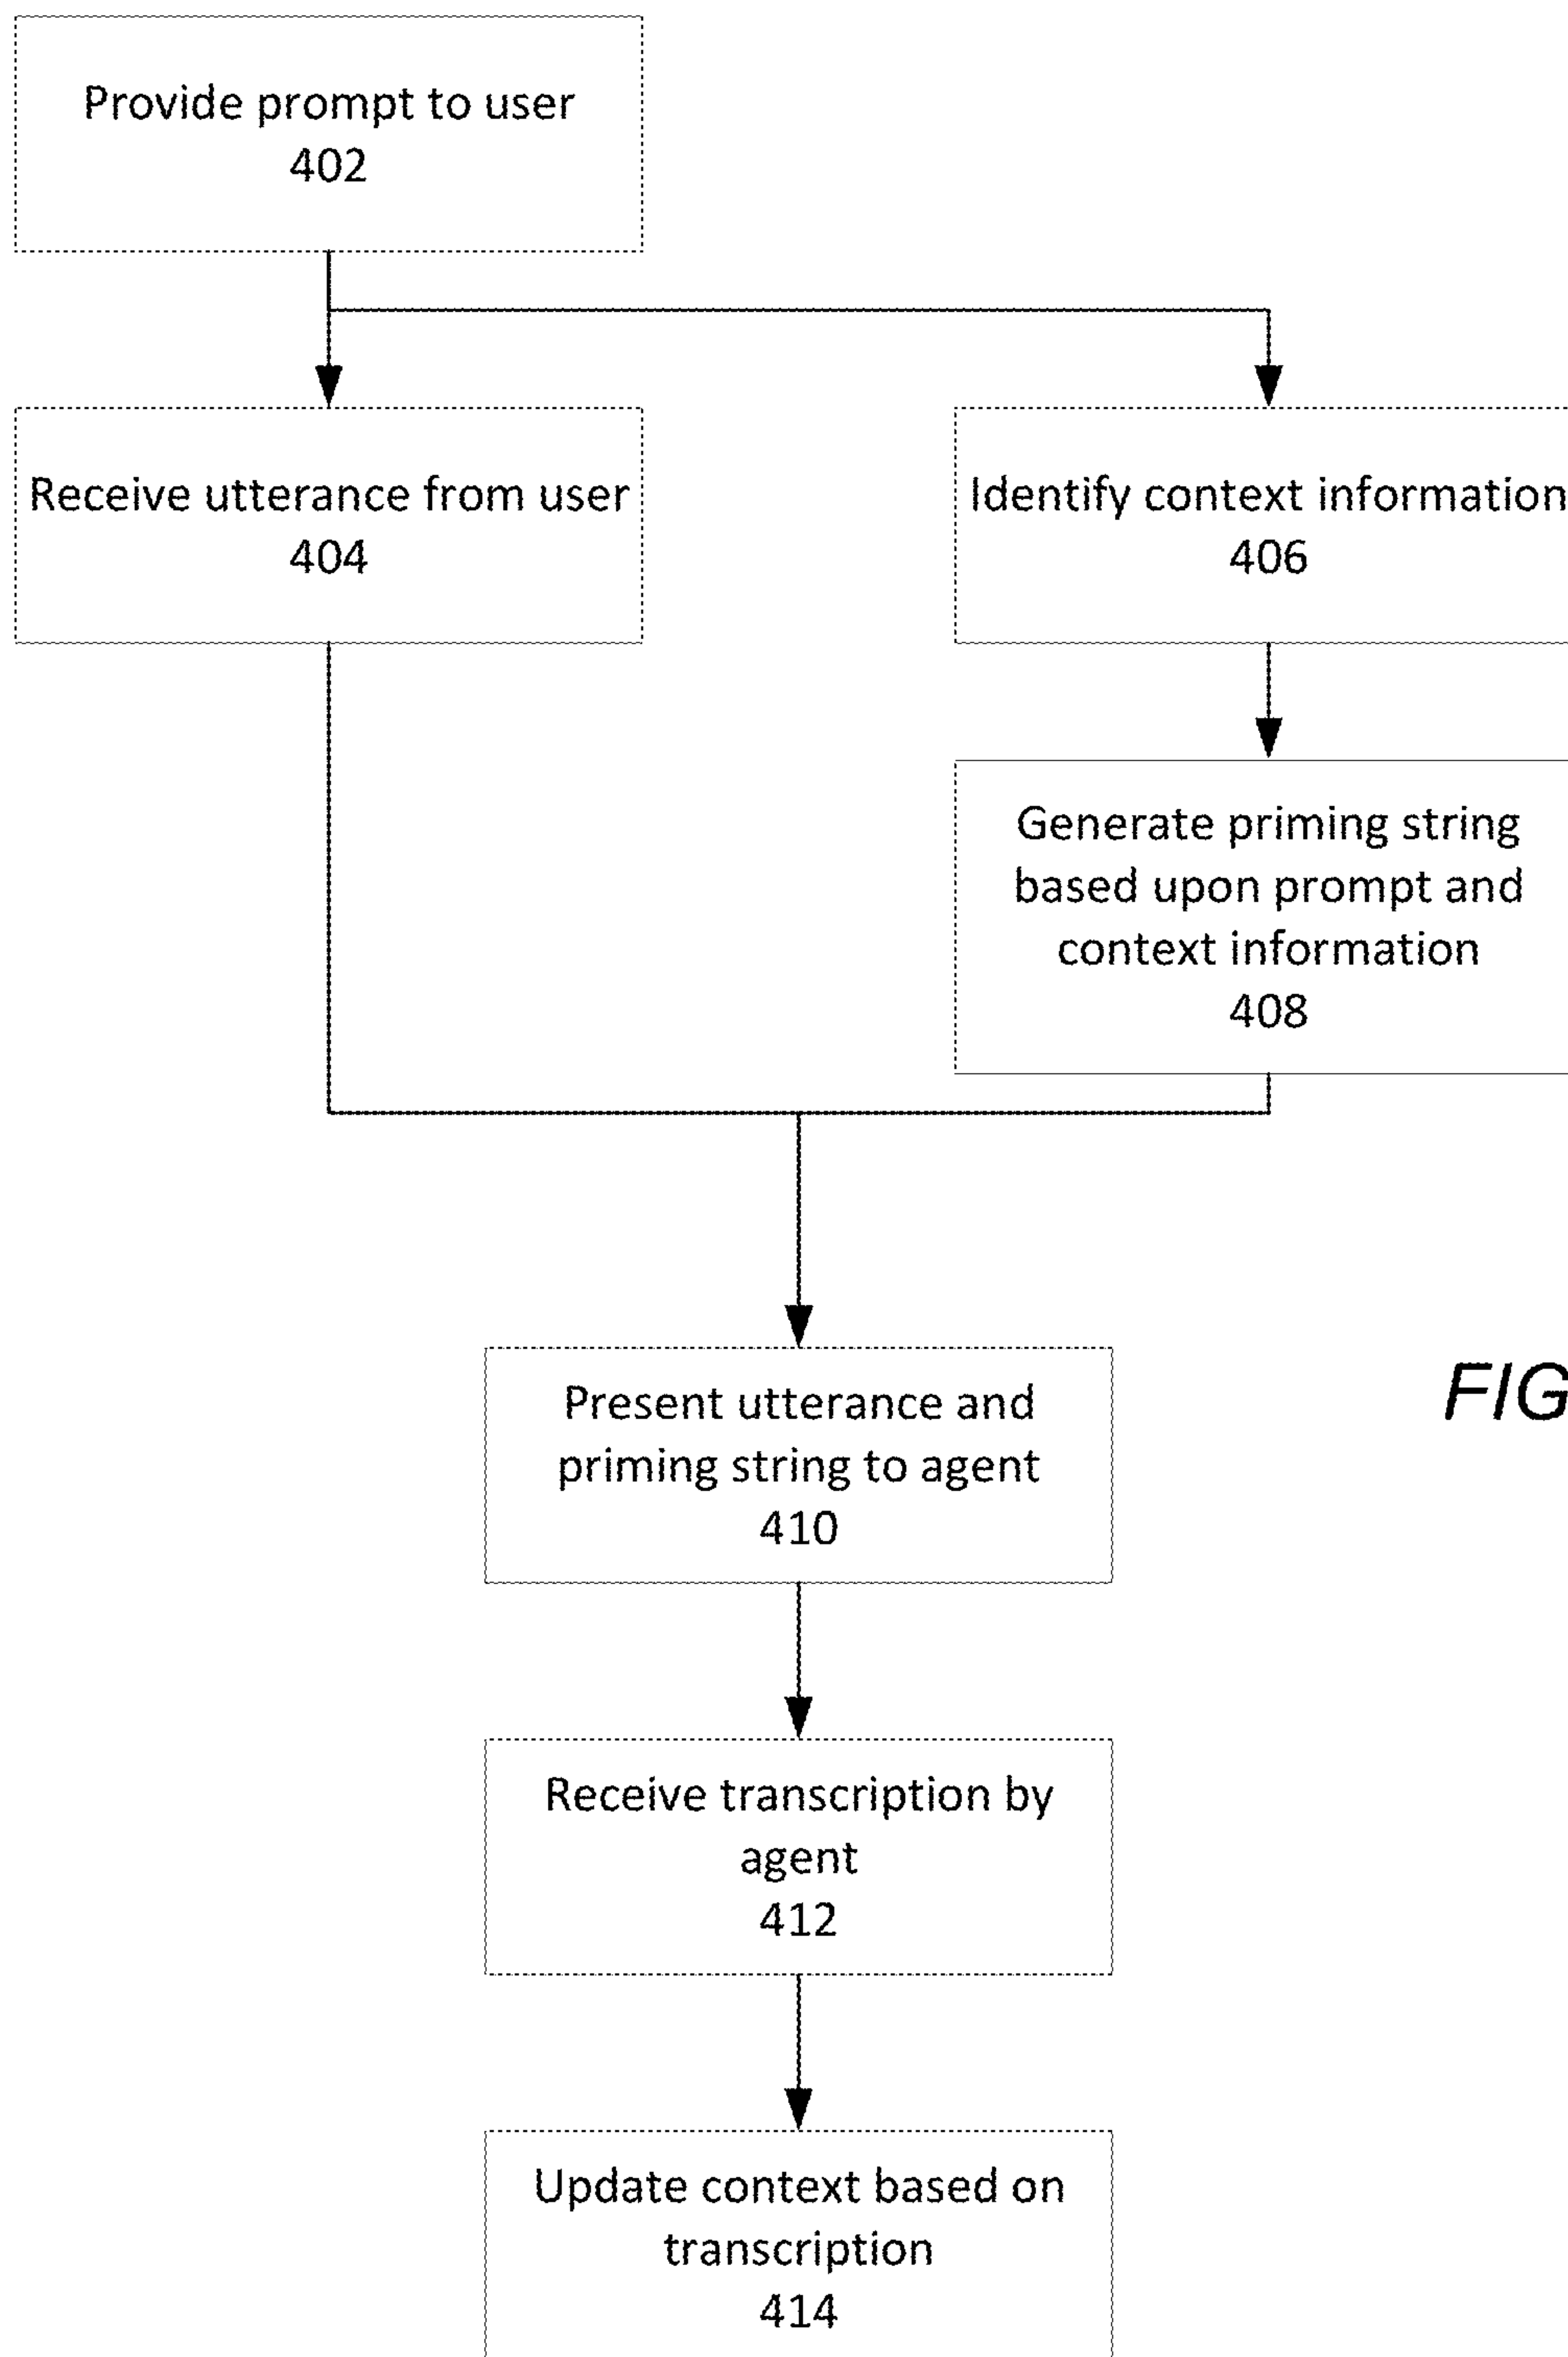 Provide prompt to user
402
Receive utterance from user
404
Identify context information
406
Generate priming string
based upon prompt and
context information
408
Present utterance and
priming string to agent
410
FIG
Receive transcription by
agent
412
Update context based on
transcription
414